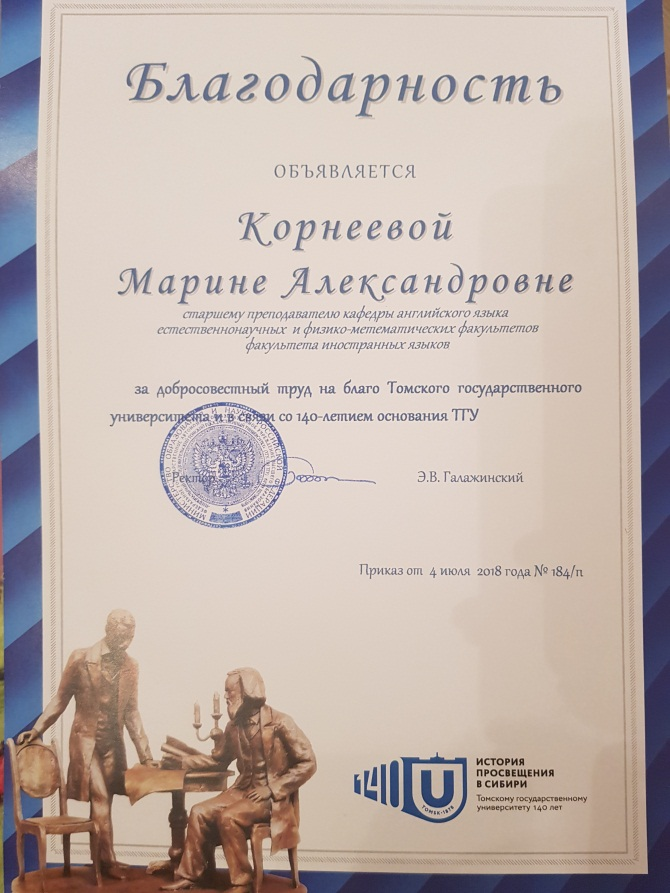 Благодарность
ОБЪЯВЛЯЕТСЯ
Корнеевой
Марине Александровне
старшему преподавателю кафедры английского языка
естественнонаучных и физико-метематических факультетов
факультета иностранных языков
за добросовестный труд на благо Томского государственного
университета и в связи со 140-летием основания ТГУ
Ректор Э.В. Галажинский
Приказ от 4 июля 2018 года № 184/п
140 U
ТОМСК•1878
ИСТОРИЯ
ПРОСВЕЩЕНИЯ
В СИБИРИ
Томскому государственному
университету 140 лет